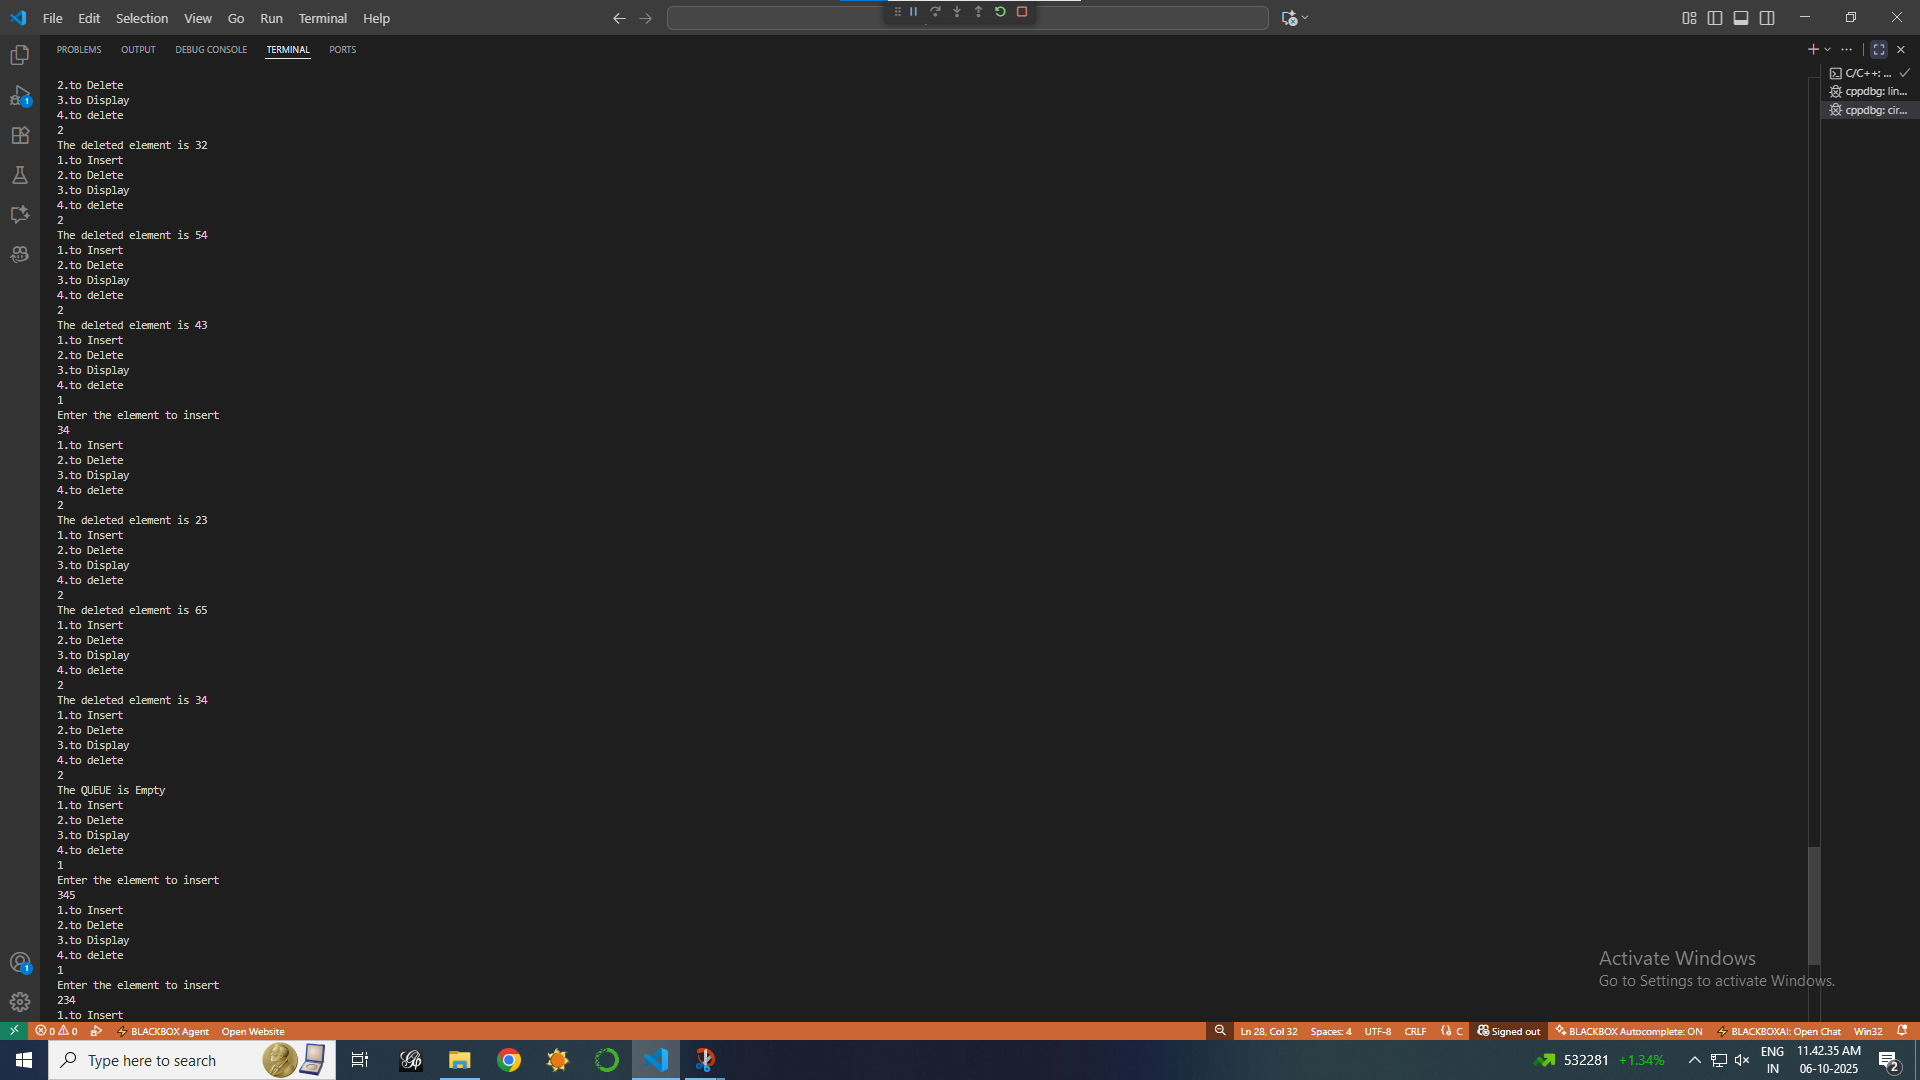 File Edit Selection View Go Run Terminal Help
PROBLEMS OUTPUT DEBUG CONSOLE TERMINAL PORTS
C/C++: ...
cppdbg: lin...
cppdbg: cir...
2.to Delete
3.to Display
4.to delete
2
The deleted element is 32
1.to Insert
2.to Delete
3.to Display
4.to delete
2
The deleted element is 54
1.to Insert
2.to Delete
3.to Display
4.to delete
2
The deleted element is 43
1.to Insert
2.to Delete
3.to Display
4.to delete
1
Enter the element to insert
34
1.to Insert
2.to Delete
3.to Display
4.to delete
2
The deleted element is 23
1.to Insert
2.to Delete
3.to Display
4.to delete
2
The deleted element is 65
1.to Insert
2.to Delete
3.to Display
4.to delete
2
The deleted element is 34
1.to Insert
2.to Delete
3.to Display
4.to delete
2
The QUEUE is Empty
1.to Insert
2.to Delete
3.to Display
4.to delete
1
Enter the element to insert
345
1.to Insert
2.to Delete
3.to Display
4.to delete
1
Enter the element to insert
234
1.to Insert
Activate Windows
Go to Settings to activate Windows.
0 0 BLACKBOX Agent Open Website Ln 28, Col 32 Spaces: 4 UTF-8 CRLF C Signed out BLACKBOX Autocomplete: ON BLACKBOXAI: Open Chat Win32
Type here to search 532281 +1.34% ENG IN 11.42.35 AM 06-10-2025 2